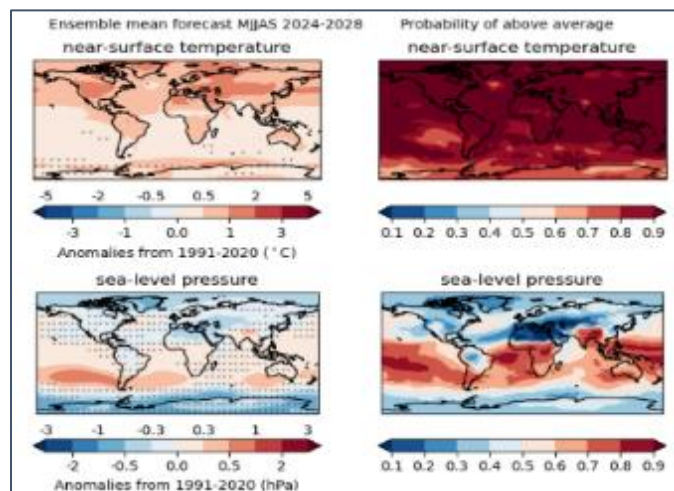 Ensemble mean forecast MJJAS 2024-2028
Probability of above average
near-surface temperature
near-surface temperature
-5 -2 -0.5 0.5 2 5
-3 -1 0.0 1 3
0.1 0.2 0.3 0.4 0.5 0.6 0.7 0.8 0.9
Anomalies from 1991-2020 (°C)
sea-level pressure
sea-level pressure
-3 -1 -0.3 0.3 1 3
-2 -0.5 0.0 0.5 2
0.1 0.2 0.3 0.4 0.5 0.6 0.7 0.8 0.9
Anomalies from 1991-2020 (hPa)